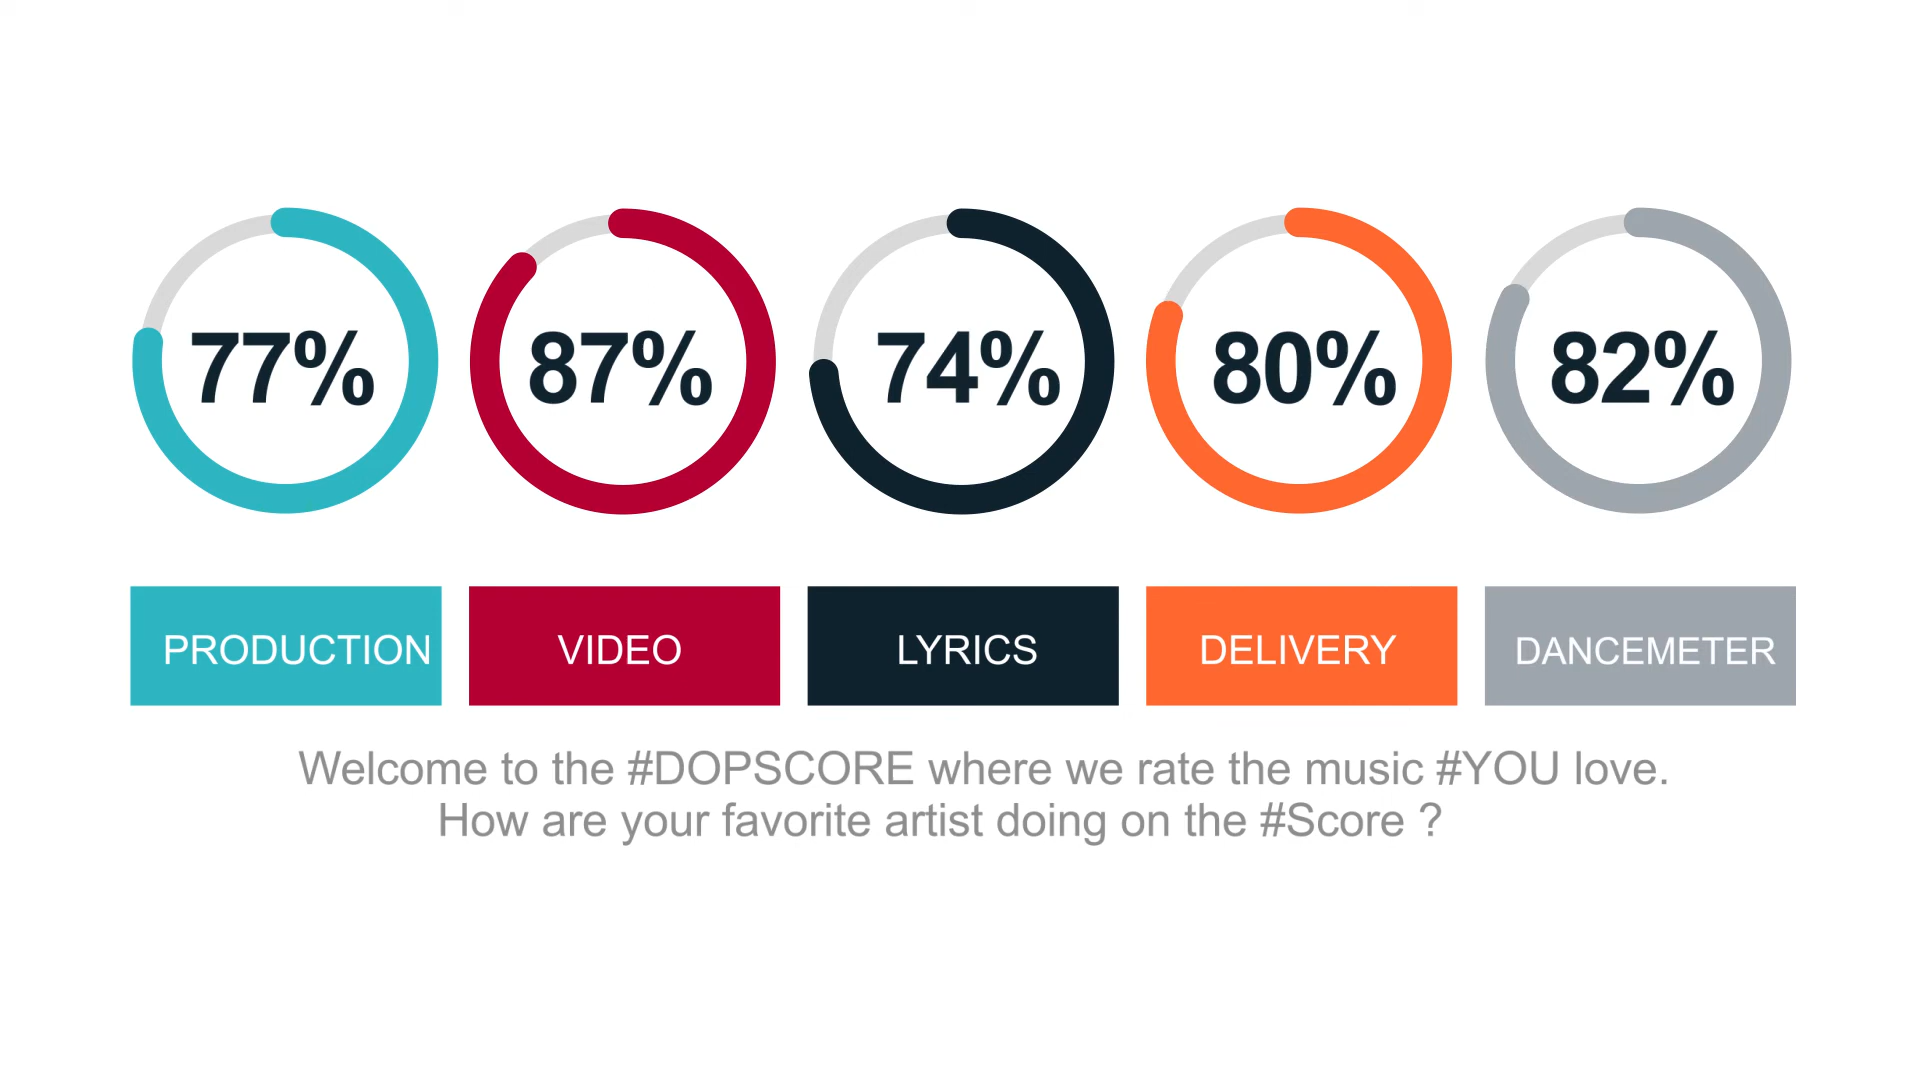 77% 87% 74% 80% 82%
PRODUCTION VIDEO LYRICS DELIVERY DANCEMETER
Welcome to the #DOPSCORE where we rate the music #YOU love.
How are your favorite artist doing on the #Score ?